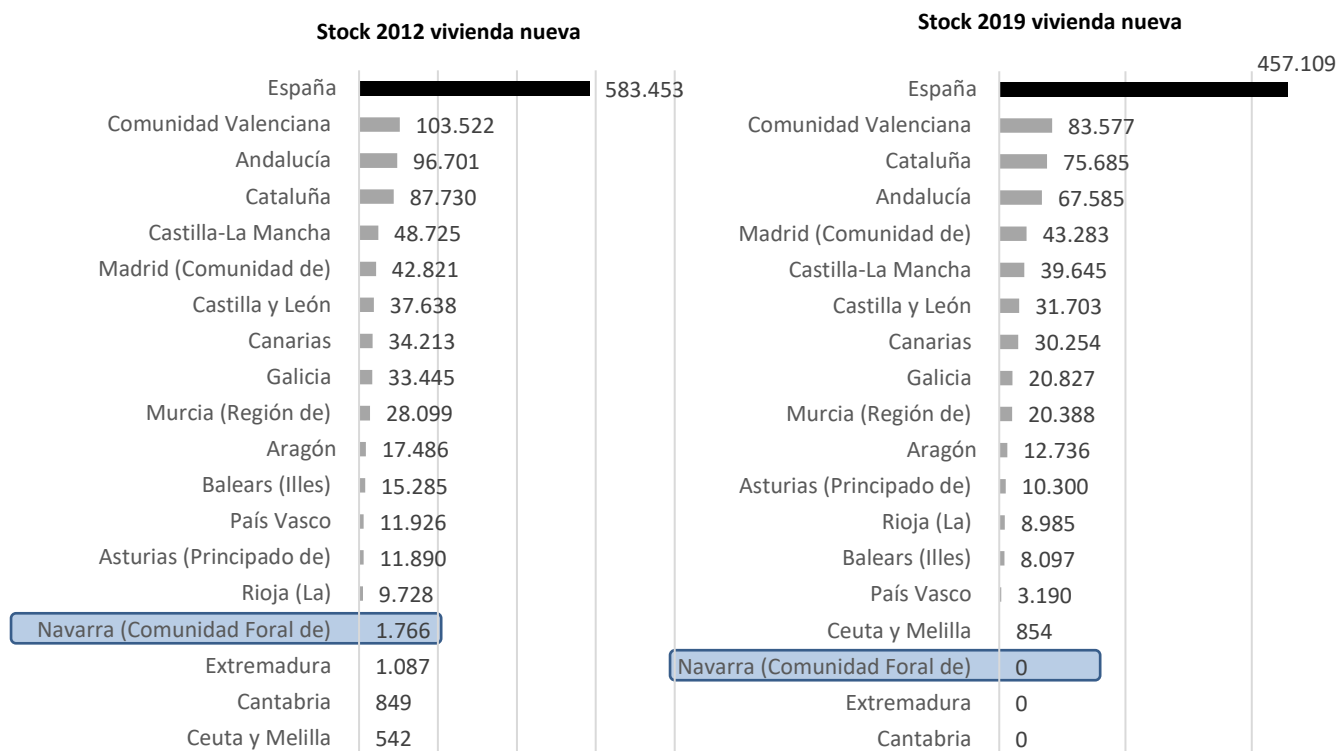 Stock 2012 vivienda nueva
España 583.453
Comunidad Valenciana 103.522
Andalucía 96.701
Cataluña 87.730
Castilla-La Mancha 48.725
Madrid (Comunidad de) 42.821
Castilla y León 37.638
Canarias 34.213
Galicia 33.445
Murcia (Región de) 28.099
Aragón 17.486
Balears (Illes) 15.285
País Vasco 11.926
Asturias (Principado de) 11.890
Rioja (La) 9.728
Navarra (Comunidad Foral de) 1.766
Extremadura 1.087
Cantabria 849
Ceuta y Melilla 542
Stock 2019 vivienda nueva
España 457.109
Comunidad Valenciana 83.577
Cataluña 75.685
Andalucía 67.585
Madrid (Comunidad de) 43.283
Castilla-La Mancha 39.645
Castilla y León 31.703
Canarias 30.254
Galicia 20.827
Murcia (Región de) 20.388
Aragón 12.736
Asturias (Principado de) 10.300
Rioja (La) 8.985
Balears (Illes) 8.097
País Vasco 3.190
Ceuta y Melilla 854
Navarra (Comunidad Foral de) 0
Extremadura 0
Cantabria 0